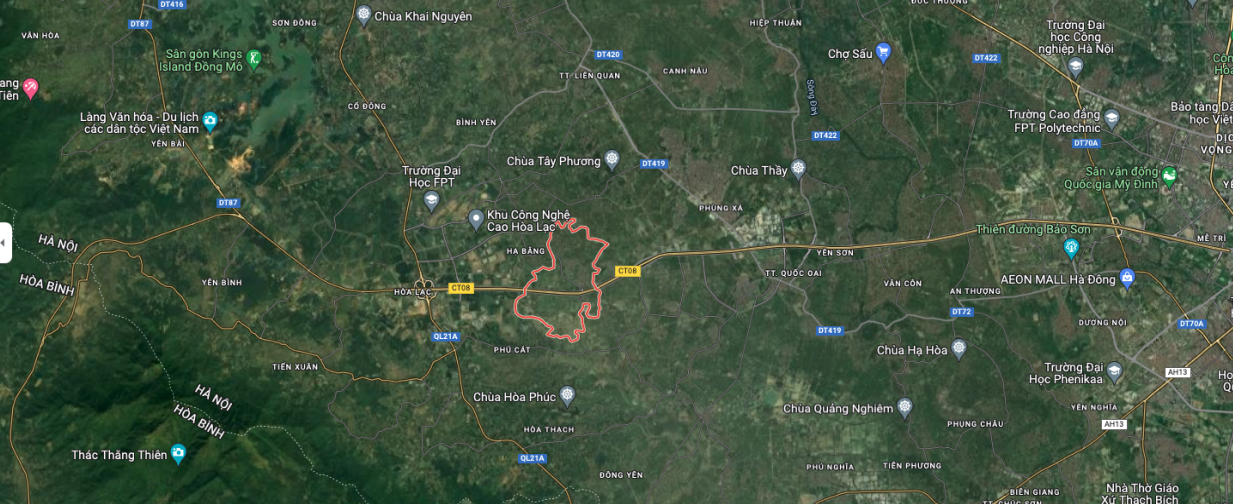 DT416
ĐỨC THƯỢNG
SƠN ĐÔNG
Chùa Khai Nguyên
HIỆP THUẬN
DT87
VÂN HÒA
Trường Đại
học Công
nghiệp Hà Nội
Sân gôn Kings
Island Đồng Mô
DT420
Chợ Sấu
DT422
TT. LIÊN QUAN
CANH NẬU
ang
Tiên
CỔ ĐÔNG
Sông Đáy
Làng Văn hóa - Du lịch
các dân tộc Việt Nam
BÌNH YÊN
Trường Cao đẳng
FPT Polytechnic
Bảo tàng Dâ
học Việt
DT422
YÊN BÀI
DT70A
DỊC
VỌNG
Chùa Tây Phương
DT419
Chùa Thầy
Trường Đại
Học FPT
Sân vận động
Quốc gia Mỹ Đình
DT87
PHÙNG XÁ
Khu Công Nghệ
Cao Hòa Lạc
Thiên đường Bảo Sơn
MỄ TRÌ
HÀ NỘI
HÒA BÌNH
HẠ BẰNG
YÊN SƠN
CT08
TT. QUỐC OAI
AEON MALL Hà Đông
YÊN BÌNH
VÂN CÔN
AN THƯỢNG
HÒA LẠC
CT08
DT72
DƯƠNG NỘI
DT70A
DT419
QL21A
PHÚ CÁT
Chùa Hạ Hòa
TIẾN XUÂN
Trường Đại
Học Phenikaa
AH13
HÀ NỘI
HÒA BÌNH
Chùa Hòa Phúc
Chùa Quảng Nghiêm
YÊN NGHĨA
HÒA THẠCH
PHỤNG CHÂU
AH13
Thác Thăng Thiên
QL21A
PHÚ NGHĨA
TIÊN PHƯƠNG
ĐÔNG YÊN
BIÊN GIANG
Nhà Thờ Giáo
Xứ Thạch Bích